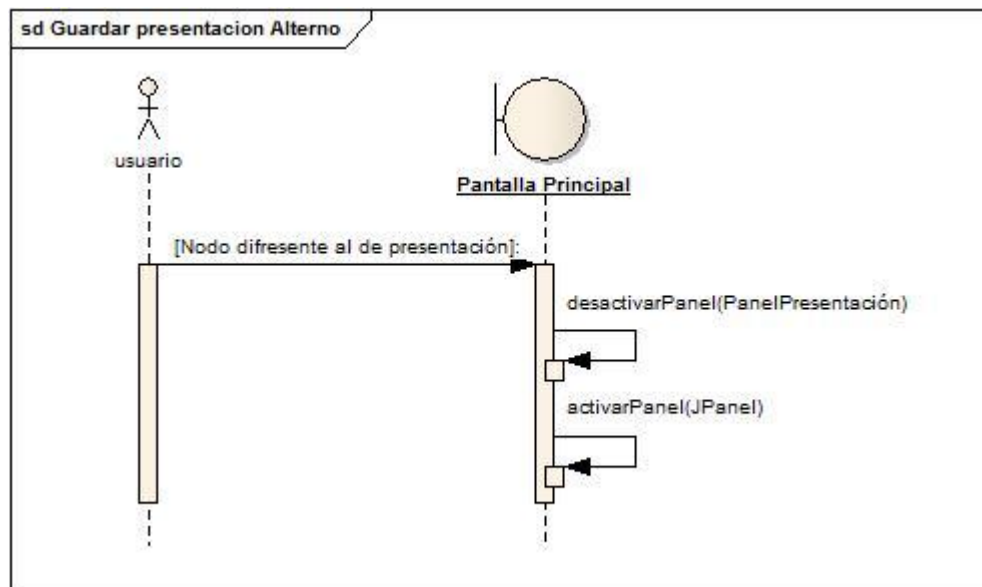 sd Guardar presentacion Alterno
usuario
Pantalla Principal
[Nodo difresente al de presentación]:
desactivarPanel(PanelPresentación)
activarPanel(JPanel)